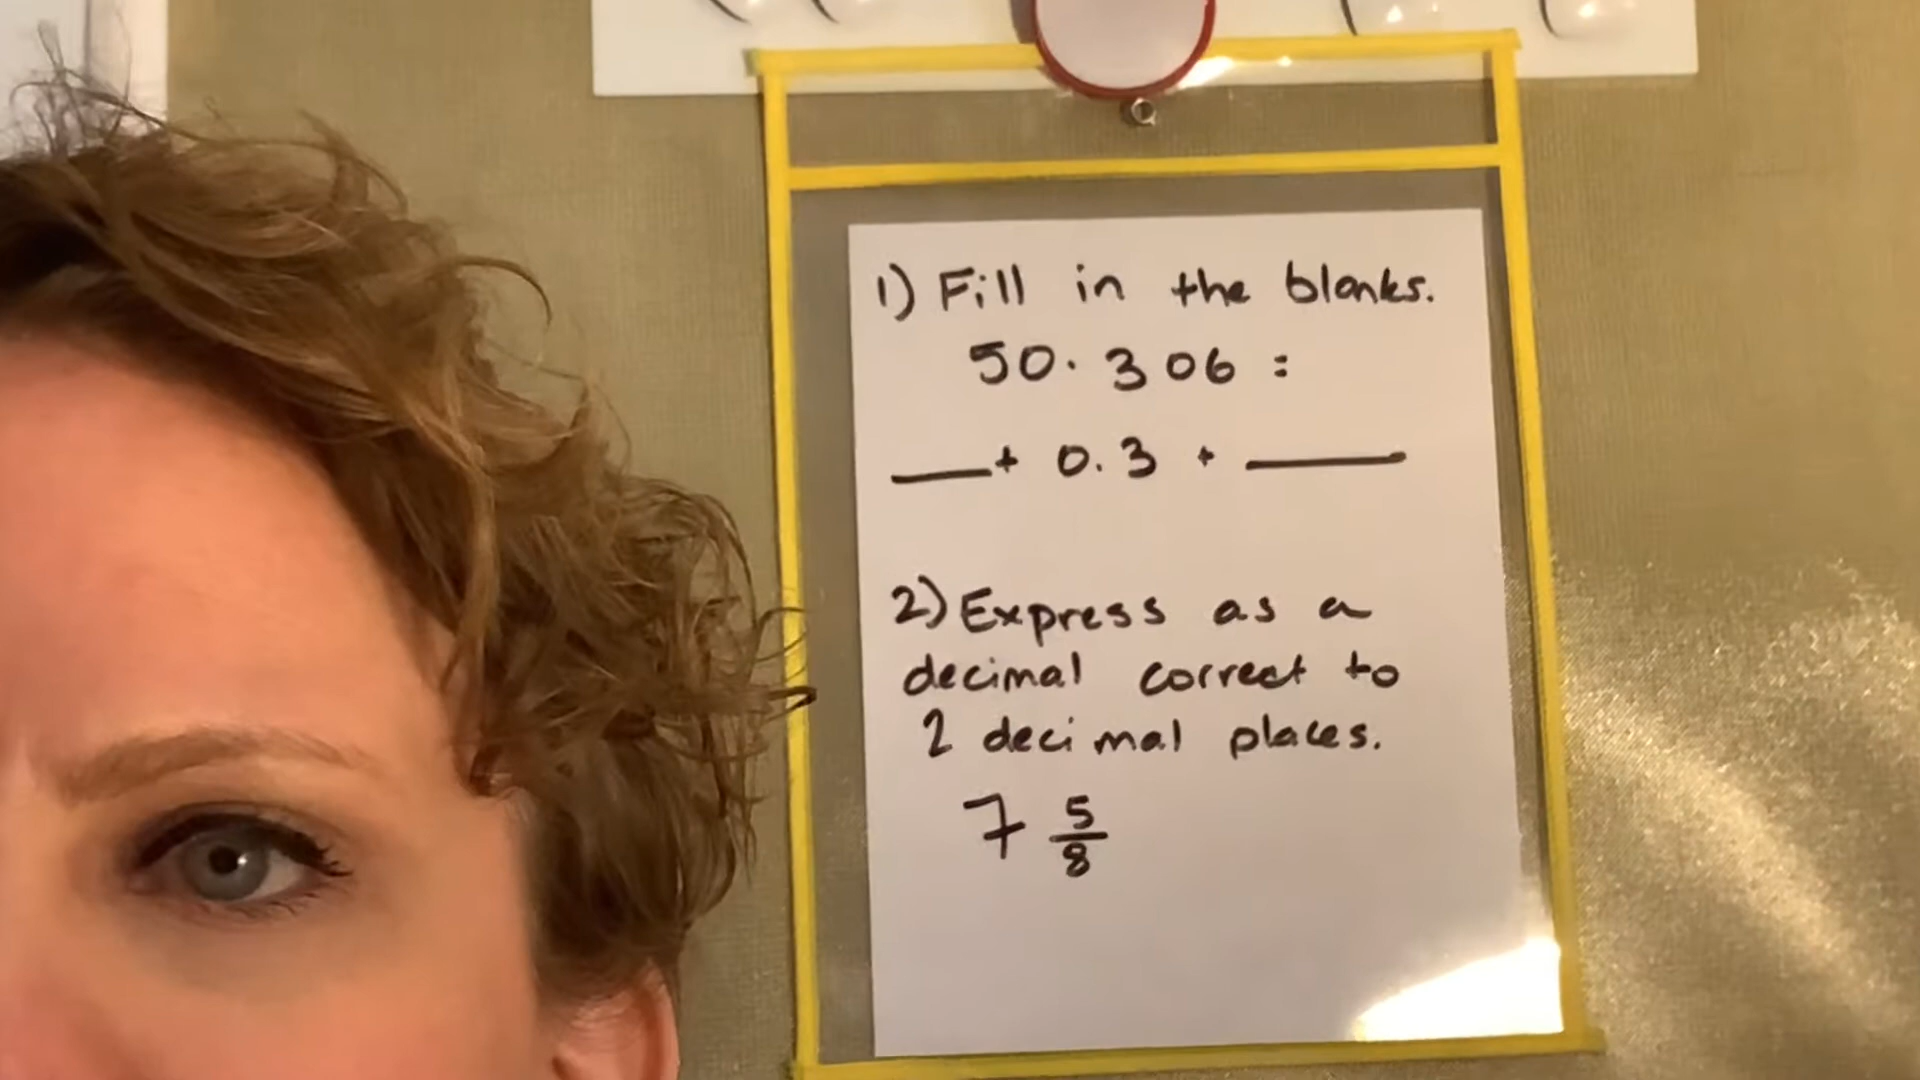 1) Fill in the blanks.
50.306 =
___ + 0.3 + ___
2) Express as a
decimal correct to
2 decimal places.
7 5/8